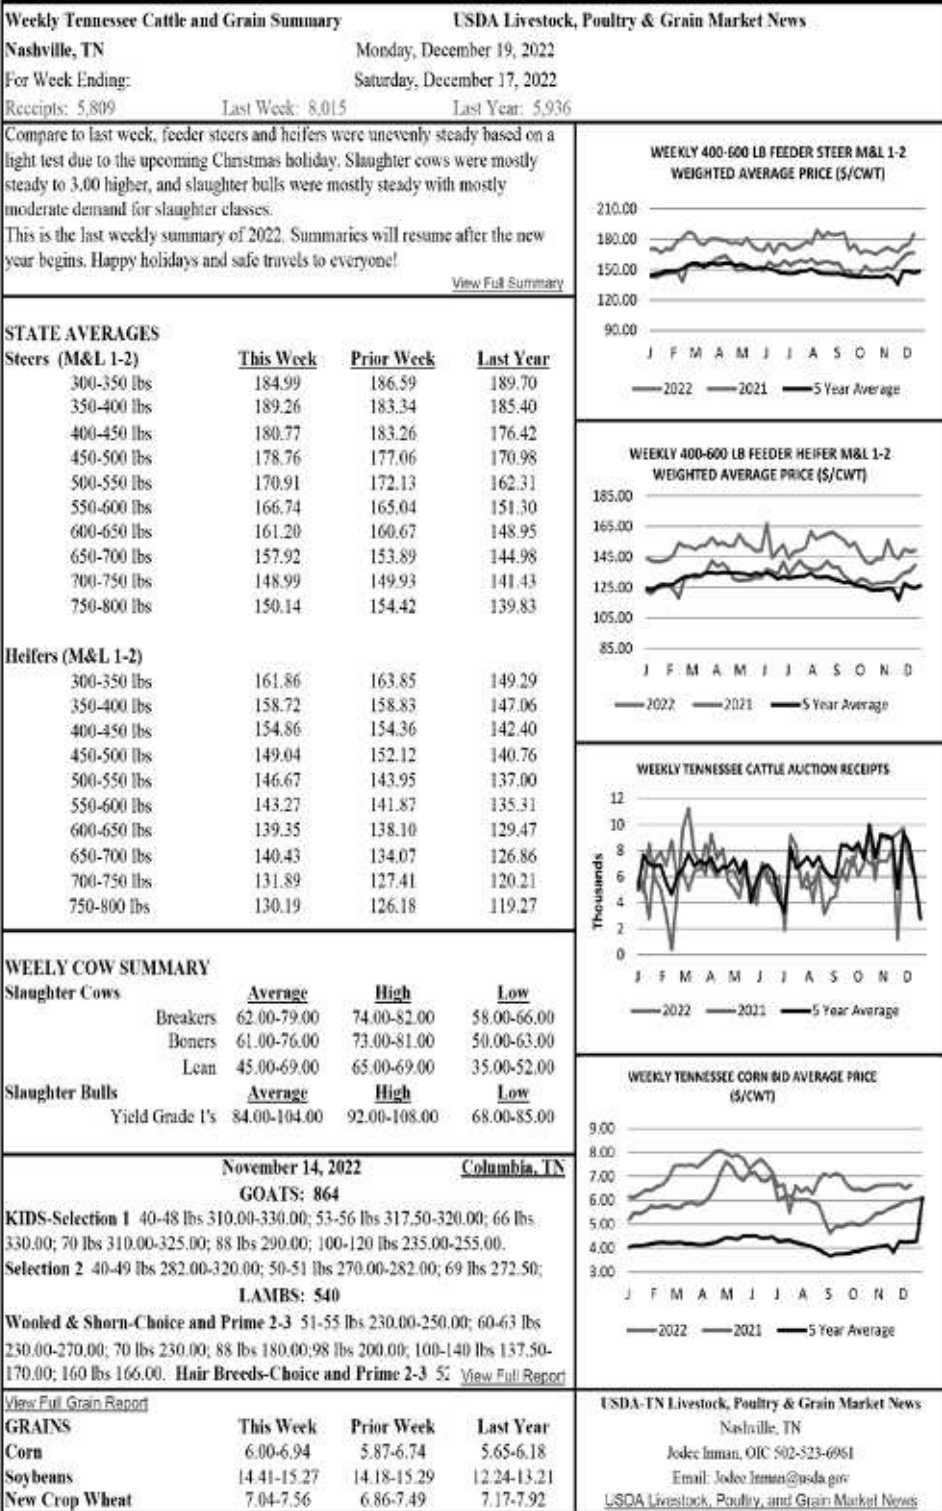 Weekly Tennessee Cattle and Grain Summary USDA Livestock, Poultry & Grain Market News
Nashville, TN Monday, December 19, 2022
For Week Ending: Saturday, December 17, 2022
Receipts: 5,809 Last Week: 8,015 Last Year: 5,936
Compare to last week, feeder steers and heifers were unevenly steady based on a
light test due to the upcoming Christmas holiday. Slaughter cows were mostly
steady to 3.00 higher, and slaughter bulls were mostly steady with mostly
moderate demand for slaughter classes.
This is the last weekly summary of 2022. Summaries will resume after the new
year begins. Happy holidays and safe travels to everyone!
View Full Summary
STATE AVERAGES
Steers (M&L 1-2) This Week Prior Week Last Year
300-350 lbs 184.99 186.59 189.70
350-400 lbs 189.26 183.34 185.40
400-450 lbs 180.77 183.26 176.42
450-500 lbs 178.76 177.06 170.98
500-550 lbs 170.91 172.13 162.31
550-600 lbs 166.74 165.04 151.30
600-650 lbs 161.20 160.67 148.95
650-700 lbs 157.92 153.89 144.98
700-750 lbs 148.99 149.93 141.43
750-800 lbs 150.14 154.42 139.83
Heifers (M&L 1-2)
300-350 lbs 161.86 163.85 149.29
350-400 lbs 158.72 158.83 147.06
400-450 lbs 154.86 154.36 142.40
450-500 lbs 149.04 152.12 140.76
500-550 lbs 146.67 143.95 137.00
550-600 lbs 143.27 141.87 135.31
600-650 lbs 139.35 138.10 129.47
650-700 lbs 140.43 134.07 126.86
700-750 lbs 131.89 127.41 120.21
750-800 lbs 130.19 126.18 119.27
WEELY COW SUMMARY
Slaughter Cows Average High Low
Breakers 62.00-79.00 74.00-82.00 58.00-66.00
Boners 61.00-76.00 73.00-81.00 50.00-63.00
Lean 45.00-69.00 65.00-69.00 35.00-52.00
Slaughter Bulls Average High Low
Yield Grade 1's 84.00-104.00 92.00-108.00 68.00-85.00
November 14, 2022 Columbia, TN
GOATS: 864
KIDS-Selection 1 40-48 lbs 310.00-330.00; 53-56 lbs 317.50-320.00; 66 lbs
330.00; 70 lbs 310.00-325.00; 88 lbs 290.00; 100-120 lbs 235.00-255.00.
Selection 2 40-49 lbs 282.00-320.00; 50-51 lbs 270.00-282.00; 69 lbs 272.50;
LAMBS: 540
Wooled & Shorn-Choice and Prime 2-3 51-55 lbs 230.00-250.00; 60-63 lbs
230.00-270.00; 70 lbs 230.00; 88 lbs 180.00;98 lbs 200.00; 100-140 lbs 137.50-
170.00; 160 lbs 166.00. Hair Breeds-Choice and Prime 2-3 View Full Report
View Full Grain Report
GRAINS This Week Prior Week Last Year
Corn 6.00-6.94 5.87-6.74 5.65-6.18
Soybeans 14.41-15.27 14.18-15.29 12.24-13.21
New Crop Wheat 7.04-7.56 6.86-7.49 7.17-7.92
WEEKLY 400-600 LB FEEDER STEER M&L 1-2
WEIGHTED AVERAGE PRICE ($/CWT)
210.00
180.00
150.00
120.00
90.00
J F M A M J J A S O N D
2022 2021 5 Year Average
WEEKLY 400-600 LB FEEDER HEIFER M&L 1-2
WEIGHTED AVERAGE PRICE ($/CWT)
185.00
165.00
145.00
125.00
105.00
85.00
J F M A M J J A S O N D
2022 2021 5 Year Average
WEEKLY TENNESSEE CATTLE AUCTION RECEIPTS
Thousands
12
10
8
6
4
2
0
J F M A M J J A S O N D
2022 2021 5 Year Average
WEEKLY TENNESSEE CORN BID AVERAGE PRICE
($/CWT)
9.00
8.00
7.00
6.00
5.00
4.00
3.00
J F M A M J J A S O N D
2022 2021 5 Year Average
USDA-TN Livestock, Poultry & Grain Market News
Nashville, TN
Jodee Inman, OIC 502-523-6961
Email: Jodee.Inman@usda.gov
USDA Livestock, Poultry, and Grain Market News